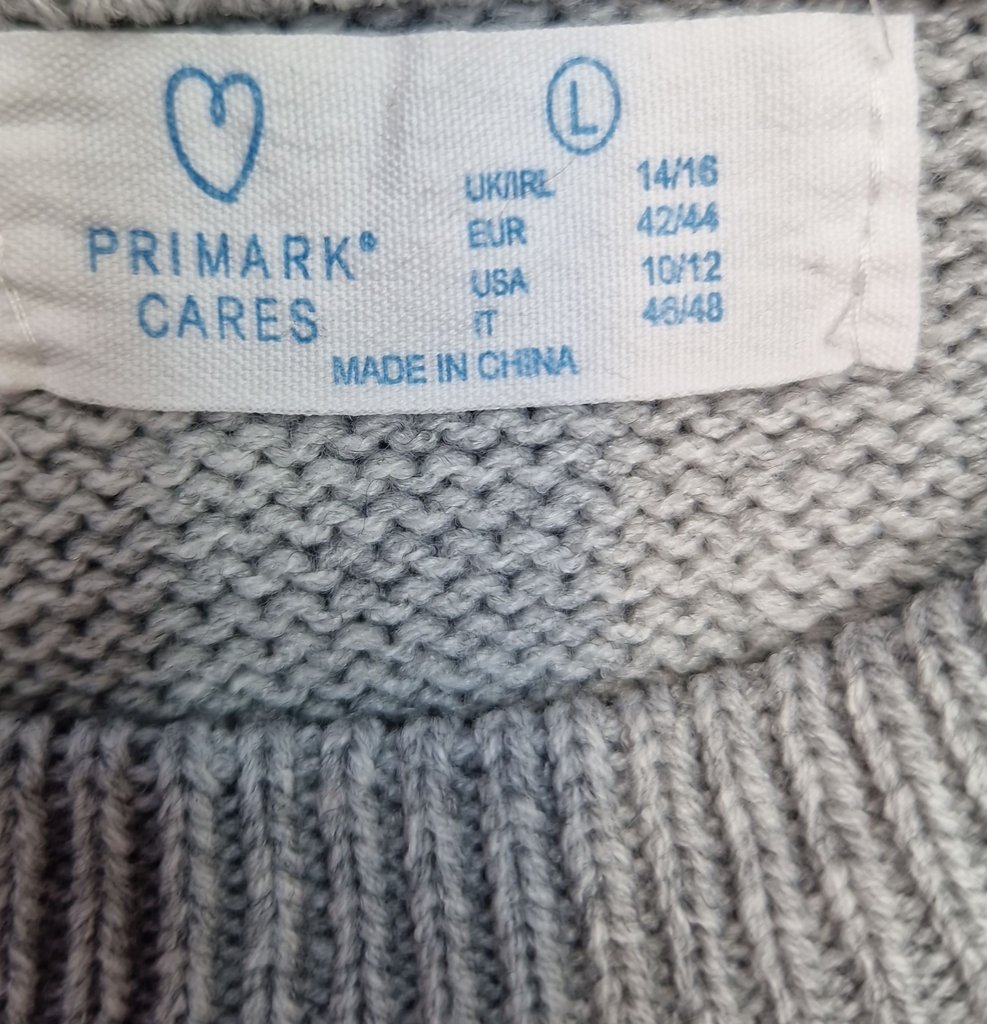 PRIMARK®
CARES
L
UK/IRL 14/16
EUR 42/44
USA 10/12
IT 46/48
MADE IN CHINA